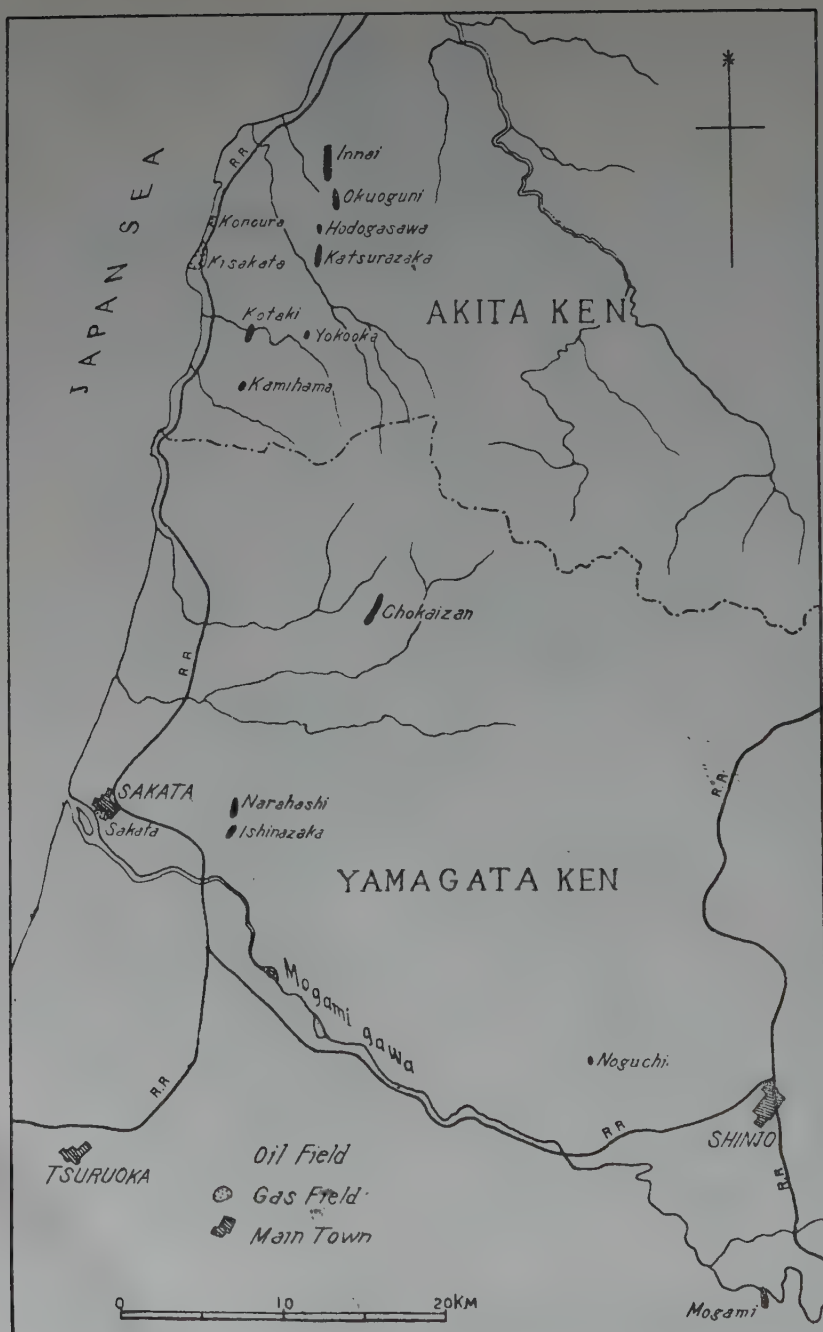 JAPAN SEA
R.R
Innai
Okuoguni
Konoura
Hodogasawa
Kisakata
Katsurazaka
AKITA KEN
Kotaki
Yokooka
Kamihama
Chokaizan
R.R
R.R.
SAKATA
Sakata
Narahashi
Ishinazaka
YAMAGATA KEN
Mogami gawa
Noguchi
R.R
R.R
SHINJO
R.R
TSURUOKA
Oil Field
Gas Field
Main Town
0 10 20KM
Mogami